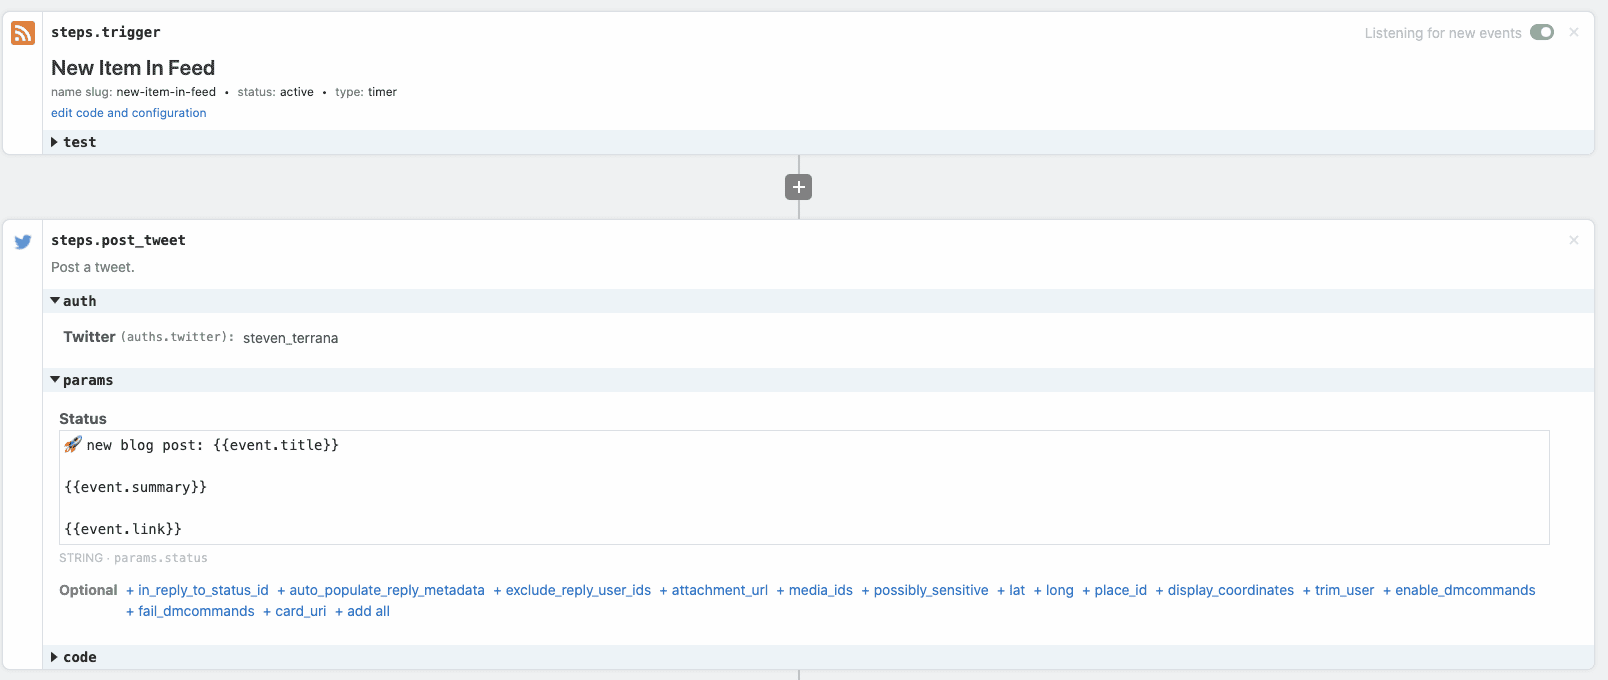 steps.trigger
Listening for new events
New Item In Feed
name slug: new-item-in-feed • status: active • type: timer
edit code and configuration
test
steps.post_tweet
Post a tweet.
auth
Twitter (auths.twitter): steven_terrana
params
Status
🚀 new blog post: {{event.title}}
{{event.summary}}
{{event.link}}
STRING · params.status
Optional + in_reply_to_status_id + auto_populate_reply_metadata + exclude_reply_user_ids + attachment_url + media_ids + possibly_sensitive + lat + long + place_id + display_coordinates + trim_user + enable_dmcommands
+ fail_dmcommands + card_uri + add all
code